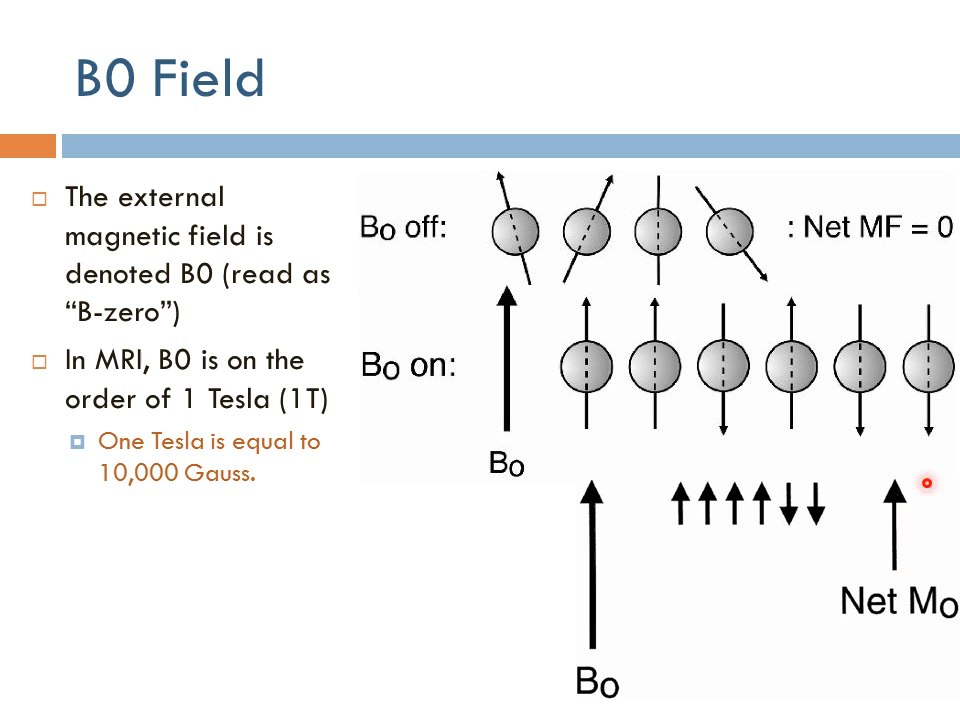 B0 Field
The external
magnetic field is
denoted B0 (read as
“B-zero”)
In MRI, B0 is on the
order of 1 Tesla (1T)
One Tesla is equal to
10,000 Gauss.
Bo off:
: Net MF = 0
Bo on:
Bo
Net Mo
Bo